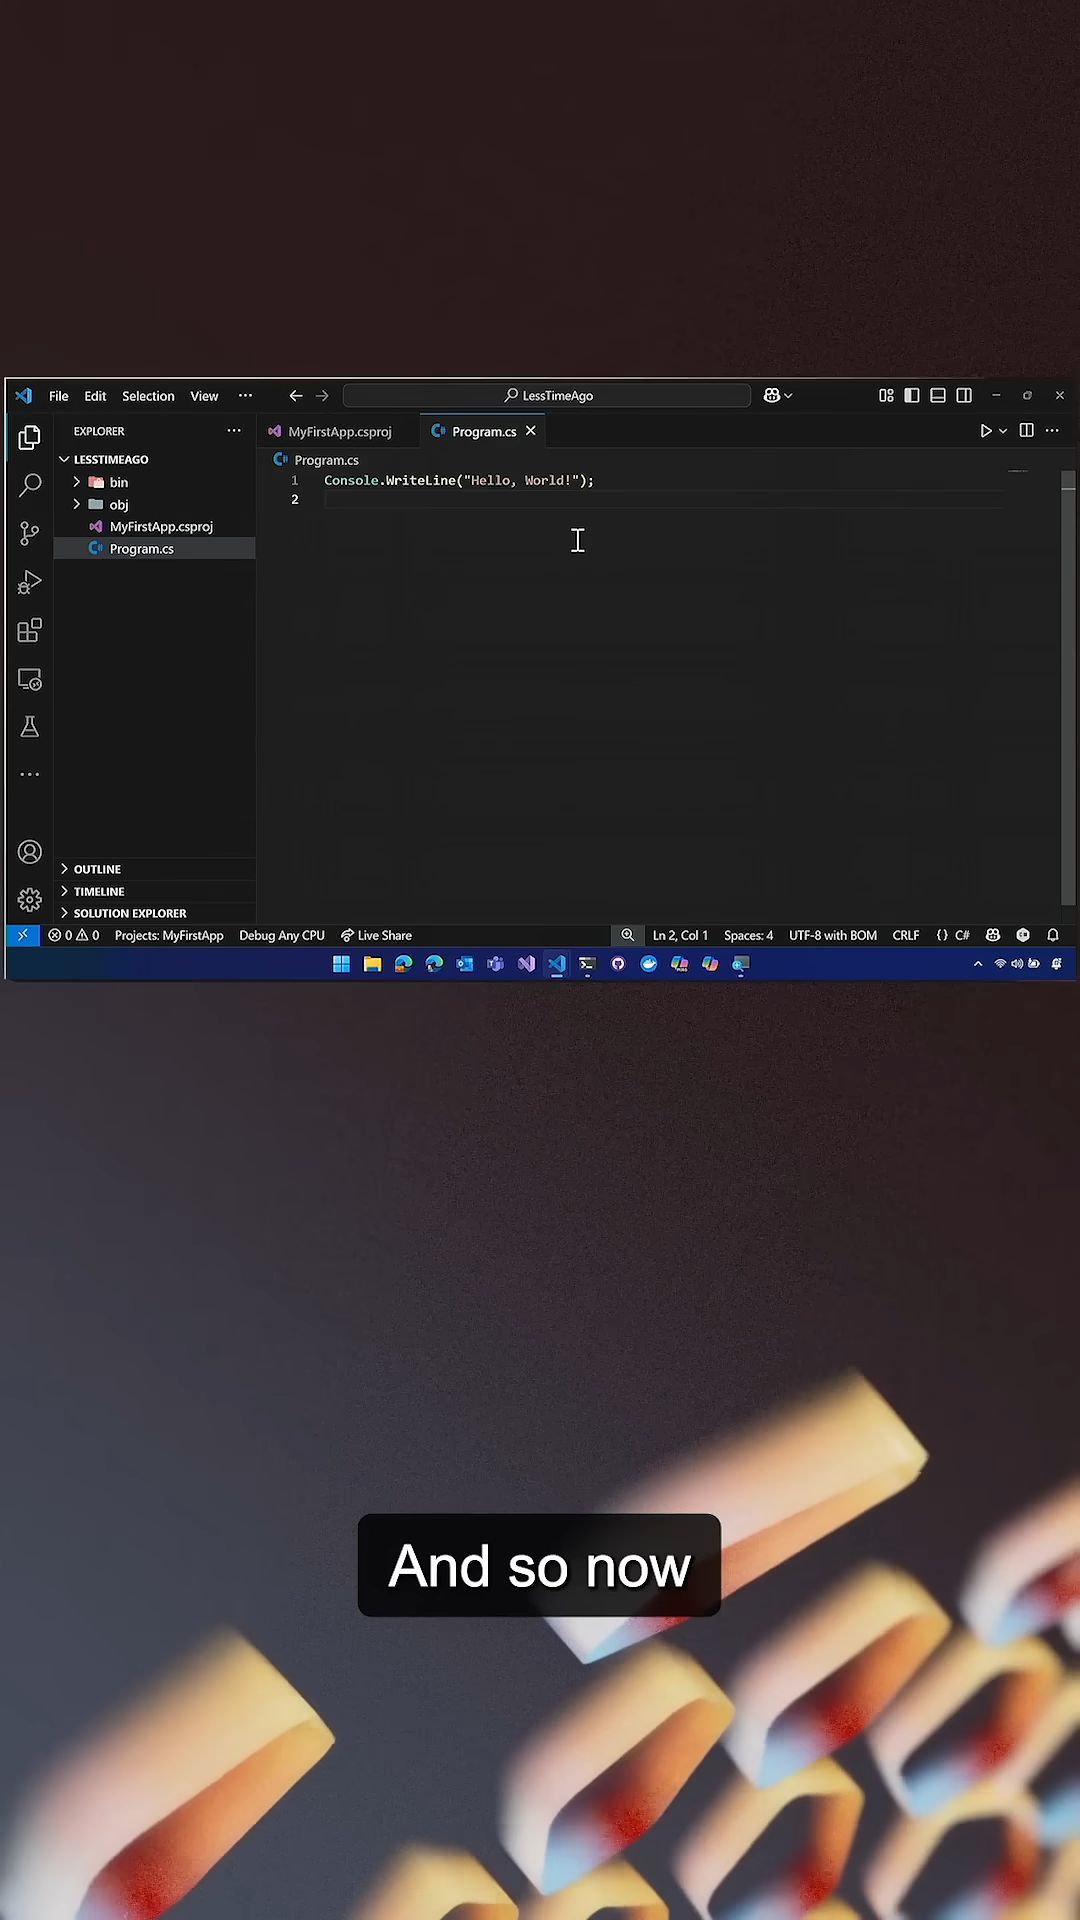 File Edit Selection View ··· LessTimeAgo
EXPLORER ···
MyFirstApp.csproj
Program.cs
LESSTIMEAGO
bin
obj
MyFirstApp.csproj
Program.cs
Program.cs
1 Console.WriteLine("Hello, World!");
2
OUTLINE
TIMELINE
SOLUTION EXPLORER
0 0 Projects: MyFirstApp Debug Any CPU Live Share Ln 2, Col 1 Spaces: 4 UTF-8 with BOM CRLF {} C#
And so now